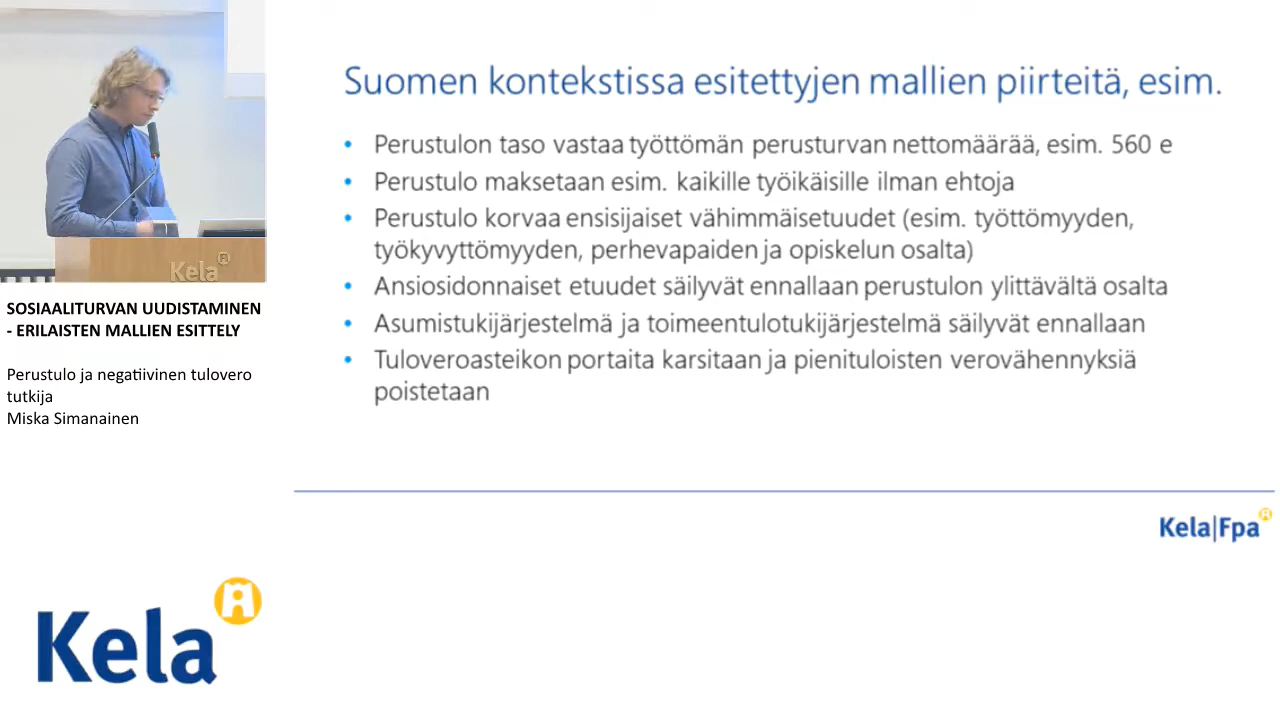 Suomen kontekstissa esitettyjen mallien piirteitä, esim.
• Perustulon taso vastaa työttömän perusturvan nettomäärää, esim. 560 e
• Perustulo maksetaan esim. kaikille työikäisille ilman ehtoja
• Perustulo korvaa ensisijaiset vähimmäisetuudet (esim. työttömyyden,
työkyvyttömyyden, perhevapaiden ja opiskelun osalta)
• Ansiosidonnaiset etuudet säilyvät ennallaan perustulon ylittävältä osalta
• Asumistukijärjestelmä ja toimeentulotukijärjestelmä säilyvät ennallaan
• Tuloveroasteikon portaita karsitaan ja pienituloisten verovähennyksiä
poistetaan
Kela|Fpa
Kela
SOSIAALITURVAN UUDISTAMINEN
- ERILAISTEN MALLIEN ESITTELY
Perustulo ja negatiivinen tulovero
tutkija
Miska Simanainen
Kela